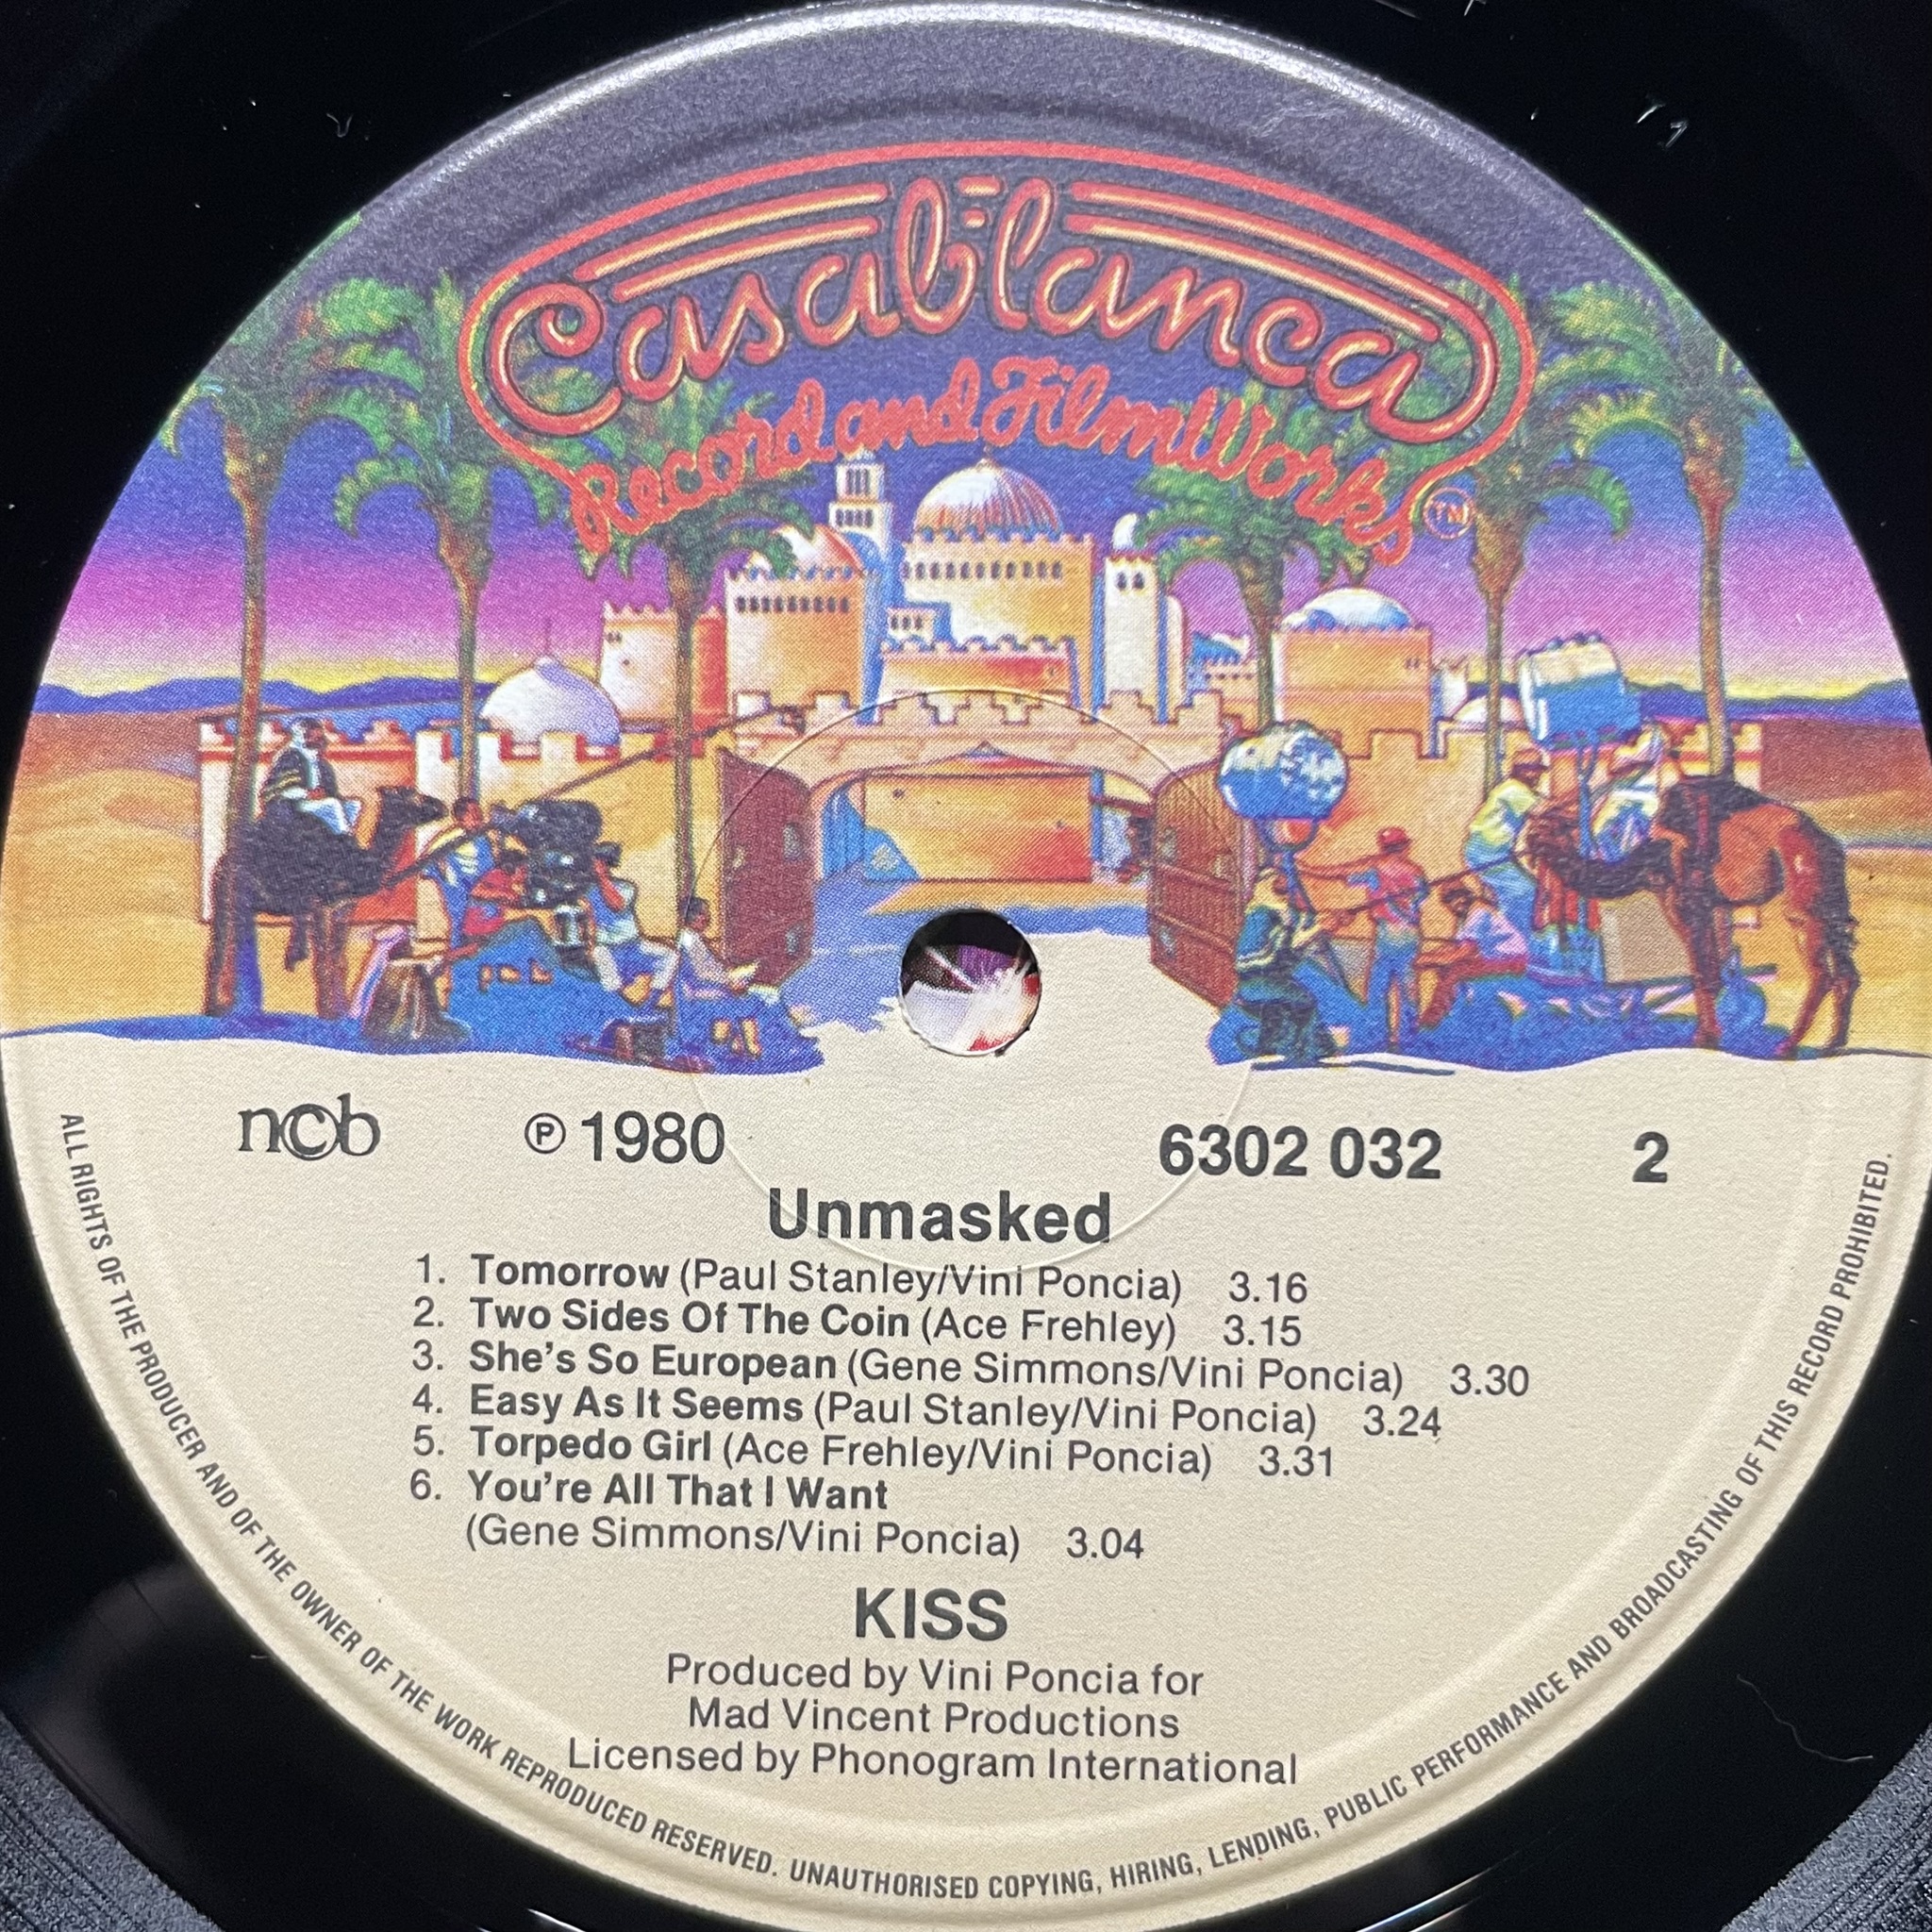 Casablanca
Record and FilmWorks TM
ncb ℗ 1980 6302 032 2
Unmasked
1. Tomorrow (Paul Stanley/Vini Poncia) 3.16
2. Two Sides Of The Coin (Ace Frehley) 3.15
3. She's So European (Gene Simmons/Vini Poncia) 3.30
4. Easy As It Seems (Paul Stanley/Vini Poncia) 3.24
5. Torpedo Girl (Ace Frehley/Vini Poncia) 3.31
6. You're All That I Want
(Gene Simmons/Vini Poncia) 3.04
KISS
Produced by Vini Poncia for
Mad Vincent Productions
Licensed by Phonogram International
ALL RIGHTS OF THE PRODUCER AND OF THE OWNER OF THE WORK REPRODUCED RESERVED. UNAUTHORISED COPYING, HIRING, LENDING, PUBLIC PERFORMANCE AND BROADCASTING OF THIS RECORD PROHIBITED.